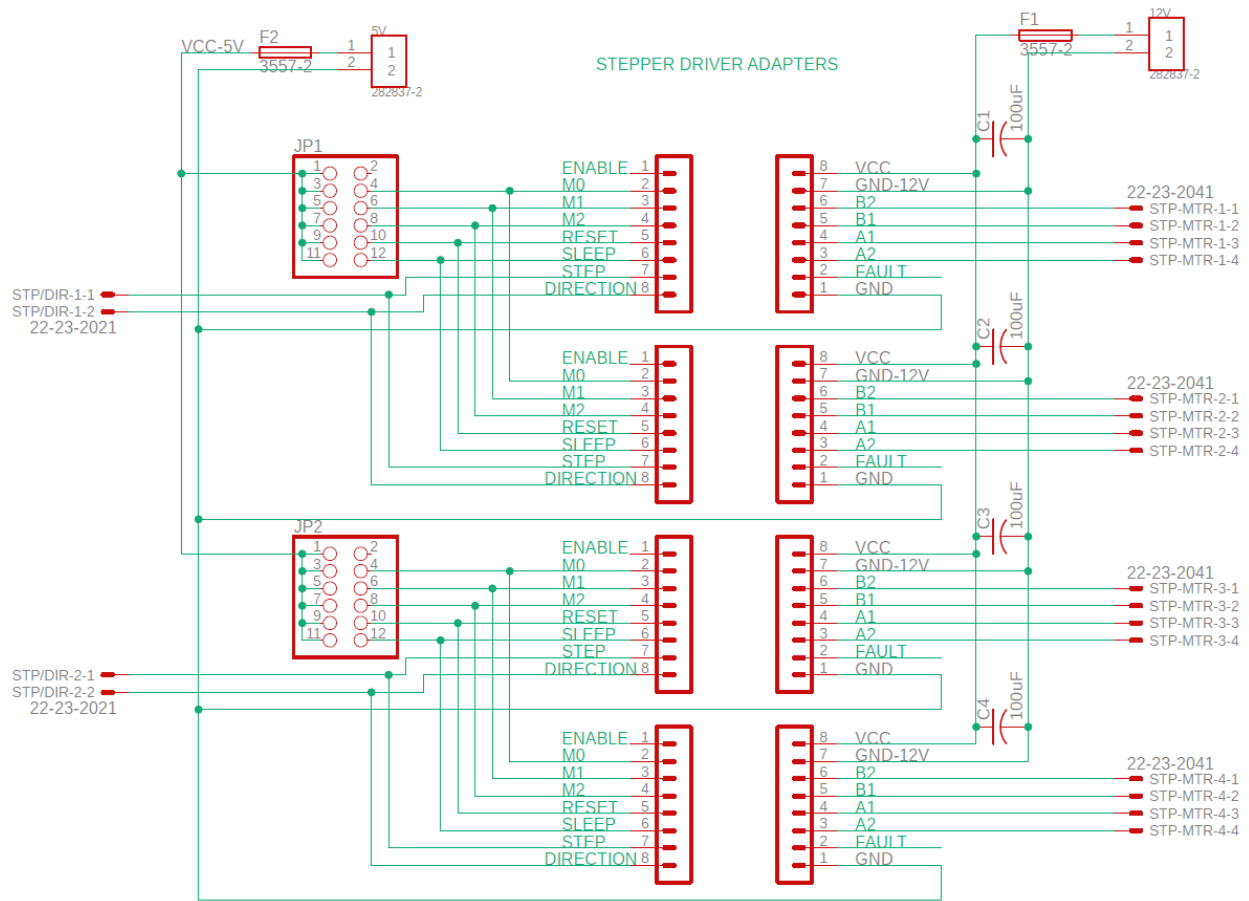 VCC-5V
F2
3557-2
1
2
5V
1
2
282837-2
STEPPER DRIVER ADAPTERS
F1
3557-2
1
2
12V
1
2
282837-2
C1
100uF
JP1
1 2
3 4
5 6
7 8
9 10
11 12
ENABLE 1
M0 2
M1 3
M2 4
RESET 5
SLEEP 6
STEP 7
DIRECTION 8
8 VCC
7 GND-12V
6 B2
5 B1
4 A1
3 A2
2 FAULT
1 GND
22-23-2041
STP-MTR-1-1
STP-MTR-1-2
STP-MTR-1-3
STP-MTR-1-4
STP/DIR-1-1
STP/DIR-1-2
22-23-2021
C2
100uF
ENABLE 1
M0 2
M1 3
M2 4
RESET 5
SLEEP 6
STEP 7
DIRECTION 8
8 VCC
7 GND-12V
6 B2
5 B1
4 A1
3 A2
2 FAULT
1 GND
22-23-2041
STP-MTR-2-1
STP-MTR-2-2
STP-MTR-2-3
STP-MTR-2-4
C3
100uF
JP2
1 2
3 4
5 6
7 8
9 10
11 12
ENABLE 1
M0 2
M1 3
M2 4
RESET 5
SLEEP 6
STEP 7
DIRECTION 8
8 VCC
7 GND-12V
6 B2
5 B1
4 A1
3 A2
2 FAULT
1 GND
22-23-2041
STP-MTR-3-1
STP-MTR-3-2
STP-MTR-3-3
STP-MTR-3-4
STP/DIR-2-1
STP/DIR-2-2
22-23-2021
C4
100uF
ENABLE 1
M0 2
M1 3
M2 4
RESET 5
SLEEP 6
STEP 7
DIRECTION 8
8 VCC
7 GND-12V
6 B2
5 B1
4 A1
3 A2
2 FAULT
1 GND
22-23-2041
STP-MTR-4-1
STP-MTR-4-2
STP-MTR-4-3
STP-MTR-4-4